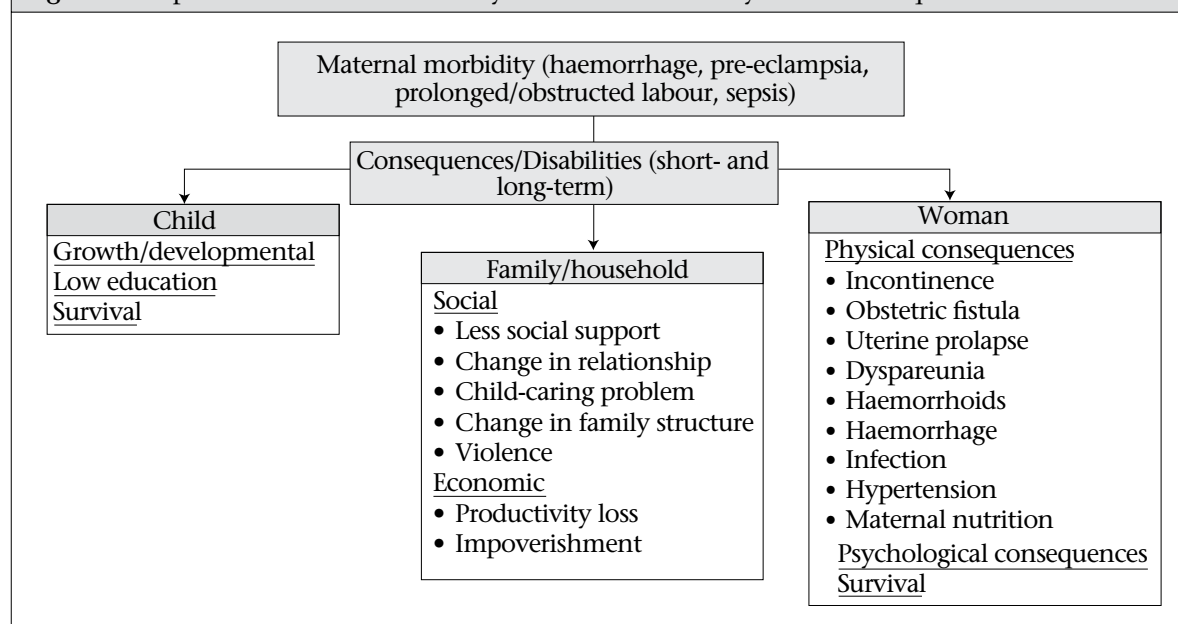 Maternal morbidity (haemorrhage, pre-eclampsia,
prolonged/obstructed labour, sepsis)
Consequences/Disabilities (short- and
long-term)
Child
Growth/developmental
Low education
Survival
Family/household
Social
• Less social support
• Change in relationship
• Child-caring problem
• Change in family structure
• Violence
Economic
• Productivity loss
• Impoverishment
Woman
Physical consequences
• Incontinence
• Obstetric fistula
• Uterine prolapse
• Dyspareunia
• Haemorrhoids
• Haemorrhage
• Infection
• Hypertension
• Maternal nutrition
Psychological consequences
Survival